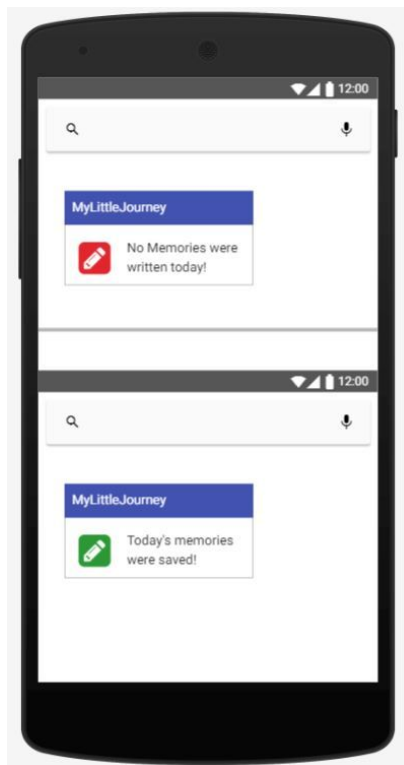 12:00
MyLittleJourney
No Memories were
written today!
12:00
MyLittleJourney
Today's memories
were saved!